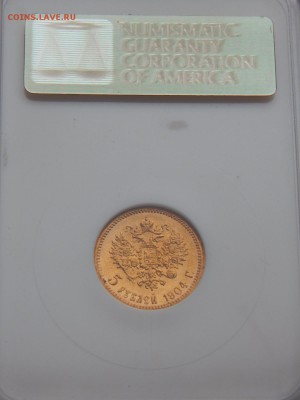 COINS.LAVE.RU
NUMISMATIC
GUARANTY
CORPORATION
OF AMERICA
5 РУБЛЕЙ 1904 Г.